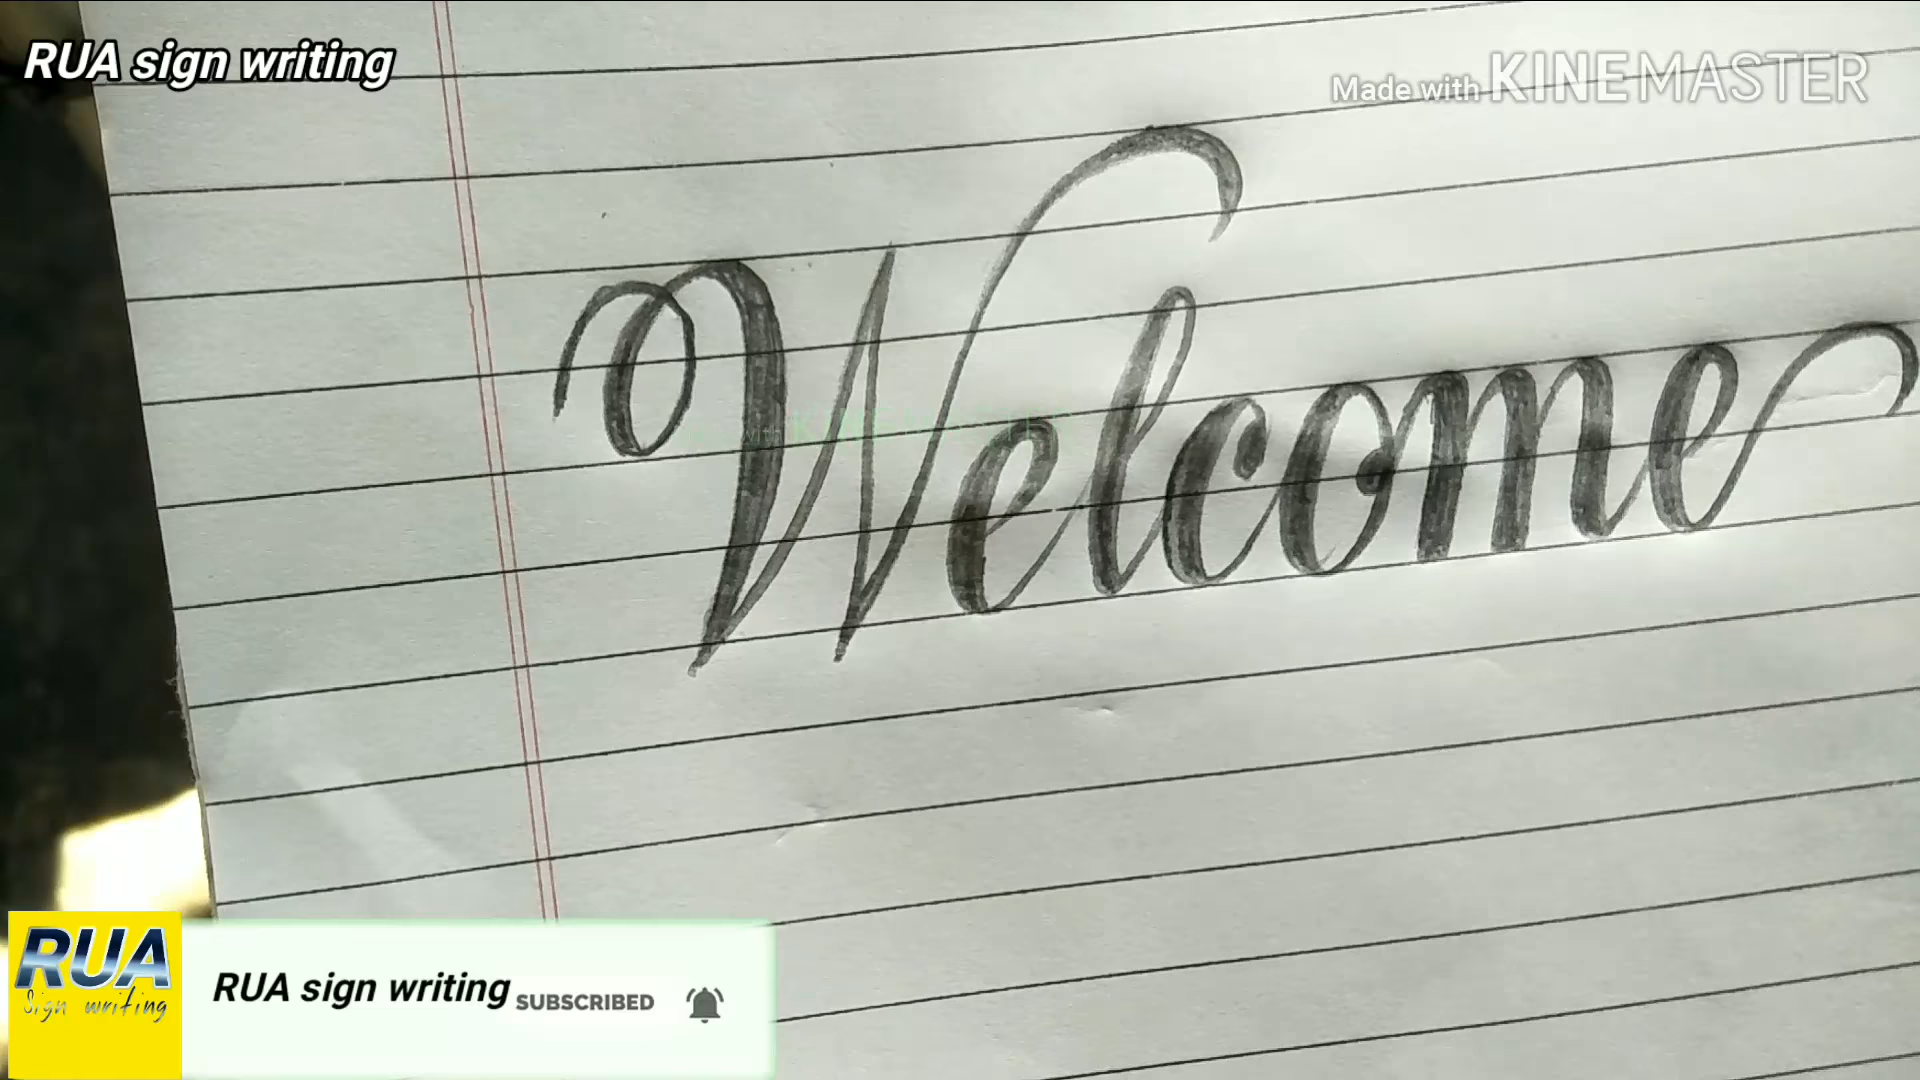 RUA sign writing
Made with KINEMASTER
Welcome
RUA
Sign writing
RUA sign writing SUBSCRIBED